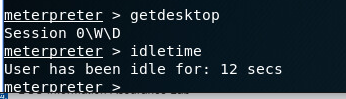 meterpreter > getdesktop
Session 0\W\D
meterpreter > idletime
User has been idle for: 12 secs
meterpreter >